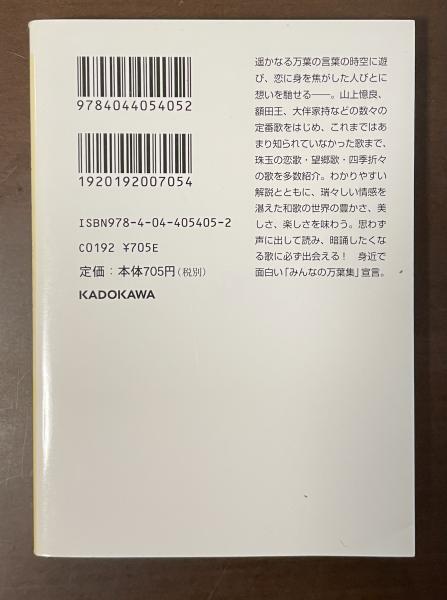 9784044054052
1920192007054
ISBN978-4-04-405405-2
C0192 ¥705E
定価：本体705円(税別)
KADOKAWA
遥かなる万葉の言葉の時空に遊
び、恋に身を焦がした人びとに
想いを馳せる――。山上憶良、
額田王、大伴家持などの数々の
定番歌をはじめ、これまではあ
まり知られていなかった歌まで、
珠玉の恋歌・望郷歌・四季折々
の歌を多数紹介。わかりやすい
解説とともに、瑞々しい情感を
湛えた和歌の世界の豊かさ、美
しさ、楽しさを味わう。思わず
声に出して読み、暗誦したくな
る歌に必ず出会える！　身近で
面白い「みんなの万葉集」宣言。